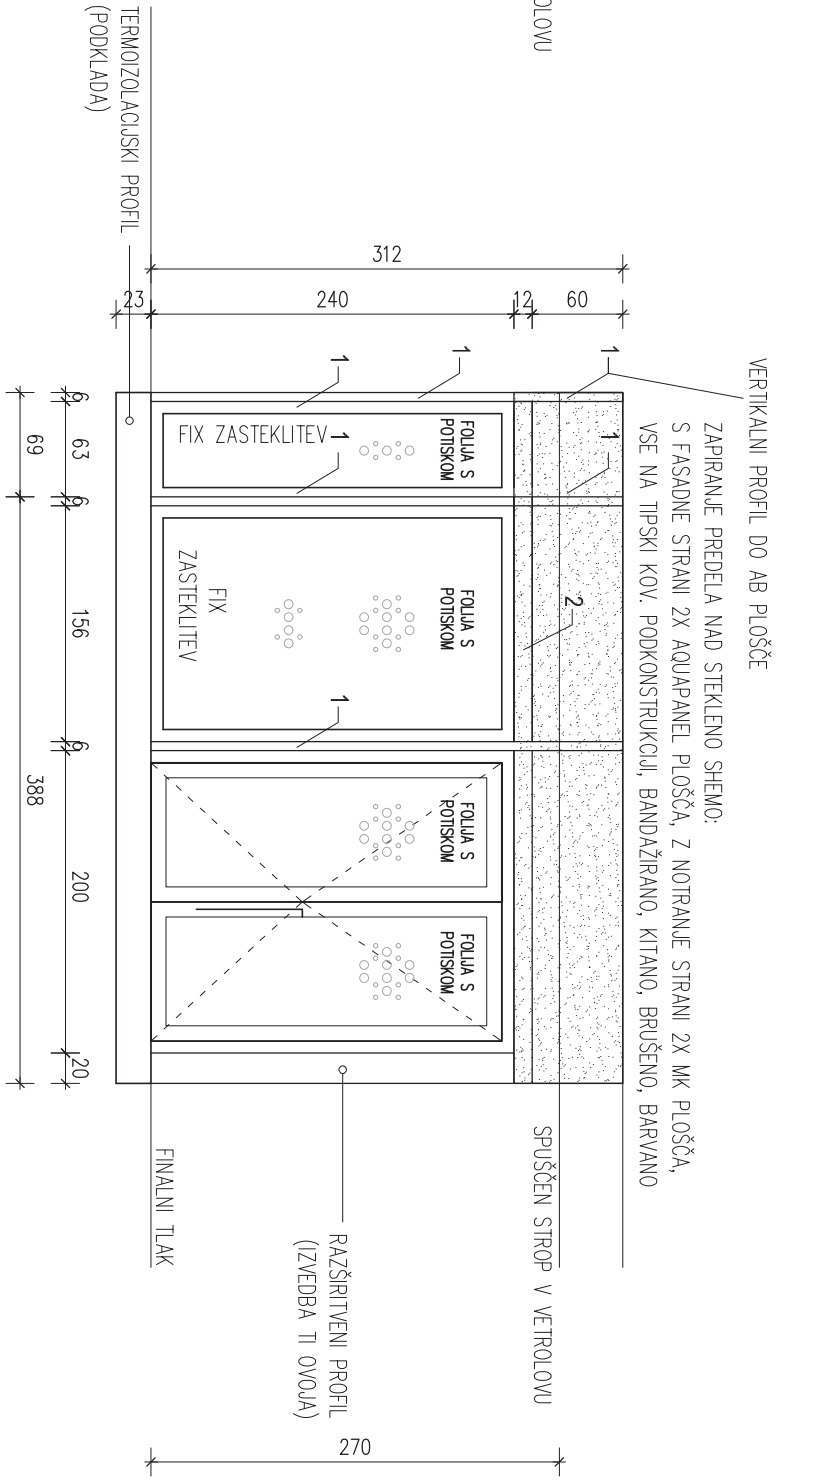 OLOVU
VERTIKALNI PROFIL DO AB PLOŠČE
ZAPIRANJE PREDELA NAD STEKLENO SHEMO:
S FASADNE STRANI 2X AQUAPANEL PLOŠČA, Z NOTRANJE STRANI 2X MK PLOŠČA,
VSE NA TIPSKI KOV. PODKONSTRUKCIJI, BANDAŽIRANO, KITANO, BRUŠENO, BARVANO
312
60
12
240
23
1
1
1
1
1
1
2
FOLIJA S
POTISKOM
FIX ZASTEKLITEV
FOLIJA S
POTISKOM
FIX
ZASTEKLITEV
FOLIJA S
POTISKOM
FOLIJA S
POTISKOM
SPUŠČEN STROP V VETROLOVU
RAZŠIRITVENI PROFIL
(IZVEDBA TI OVOJA)
FINALNI TLAK
270
TERMOIZOLACIJSKI PROFIL
(PODKLADA)
6
63
6
156
6
200
20
69
388